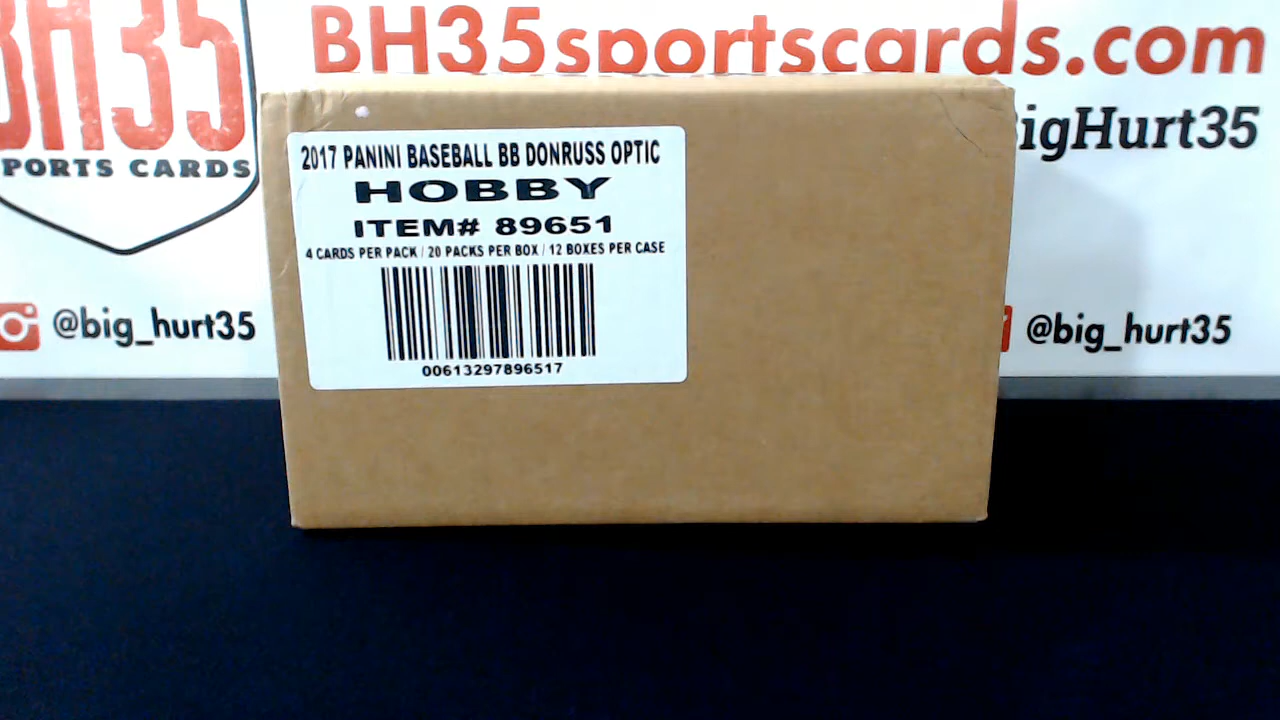 BH35sportscards.com
BH35
PORTS CARDS
igHurt35
@big_hurt35
@big_hurt35
2017 PANINI BASEBALL BB DONRUSS OPTIC
HOBBY
ITEM# 89651
4 CARDS PER PACK / 20 PACKS PER BOX / 12 BOXES PER CASE
00613297896517